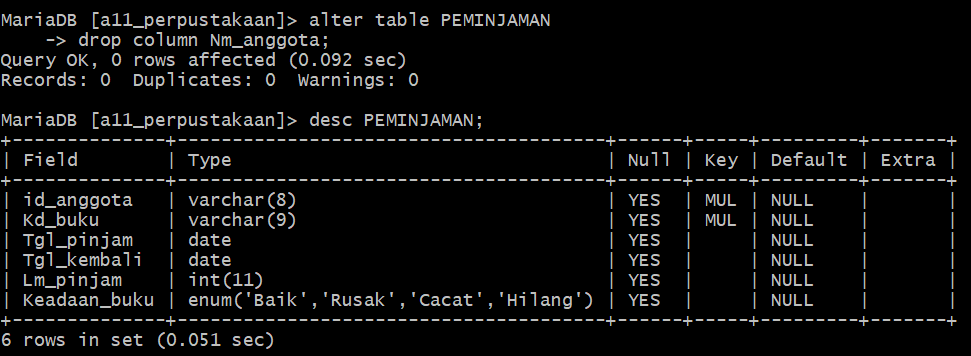 MariaDB [a11_perpustakaan]> alter table PEMINJAMAN
    -> drop column Nm_anggota;
Query OK, 0 rows affected (0.092 sec)
Records: 0  Duplicates: 0  Warnings: 0

MariaDB [a11_perpustakaan]> desc PEMINJAMAN;
+--------------+---------------------------------------+------+-----+---------+-------+
| Field        | Type                                  | Null | Key | Default | Extra |
+--------------+---------------------------------------+------+-----+---------+-------+
| id_anggota   | varchar(8)                            | YES  | MUL | NULL    |       |
| Kd_buku      | varchar(9)                            | YES  | MUL | NULL    |       |
| Tgl_pinjam   | date                                  | YES  |     | NULL    |       |
| Tgl_kembali  | date                                  | YES  |     | NULL    |       |
| Lm_pinjam    | int(11)                               | YES  |     | NULL    |       |
| Keadaan_buku | enum('Baik','Rusak','Cacat','Hilang') | YES  |     | NULL    |       |
+--------------+---------------------------------------+------+-----+---------+-------+
6 rows in set (0.051 sec)